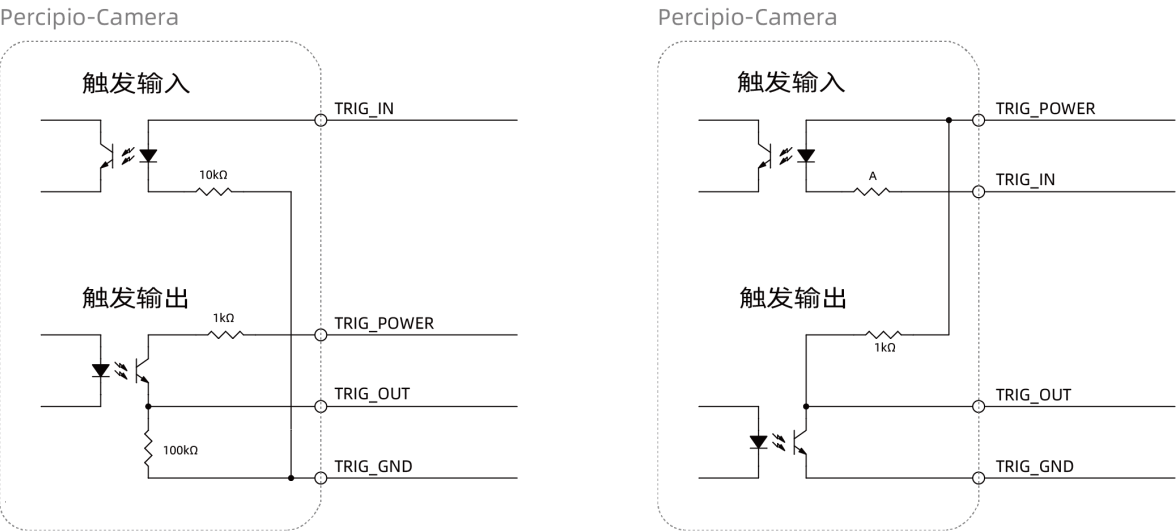 Percipio-Camera
触发输入
TRIG_IN
10kΩ
触发输出
1kΩ
TRIG_POWER
TRIG_OUT
100kΩ
TRIG_GND
Percipio-Camera
触发输入
TRIG_POWER
A
TRIG_IN
触发输出
1kΩ
TRIG_OUT
TRIG_GND